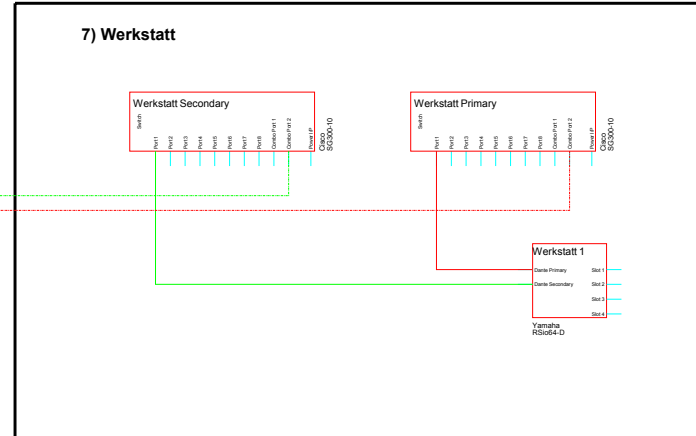 7) Werkstatt
Werkstatt Secondary
Switch
Port 1
Port 2
Port 3
Port 4
Port 5
Port 6
Port 7
Port 8
Combo Port 1
Combo Port 2
Power I/P
Cisco
SG300-10
Werkstatt Primary
Switch
Port 1
Port 2
Port 3
Port 4
Port 5
Port 6
Port 7
Port 8
Combo Port 1
Combo Port 2
Power I/P
Cisco
SG300-10
Werkstatt 1
Dante Primary
Slot 1
Dante Secondary
Slot 2
Slot 3
Slot 4
Yamaha
RSio64-D